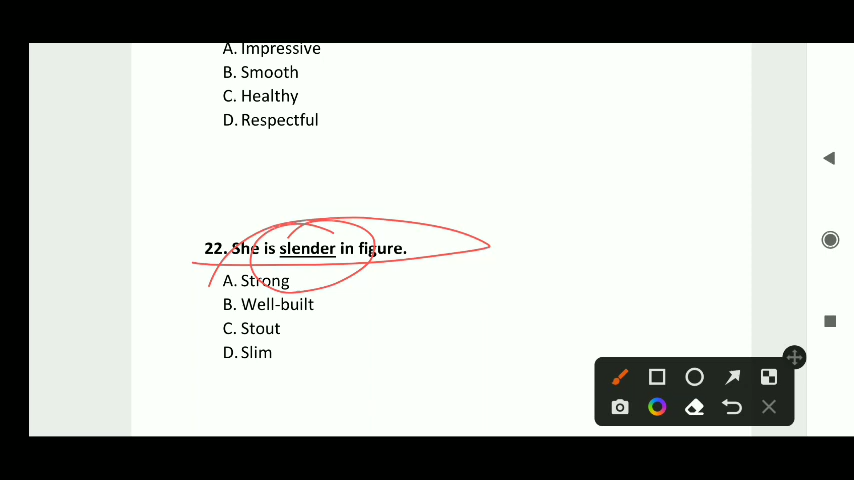 A. Impressive
B. Smooth
C. Healthy
D. Respectful
22. She is slender in figure.
A. Strong
B. Well-built
C. Stout
D. Slim